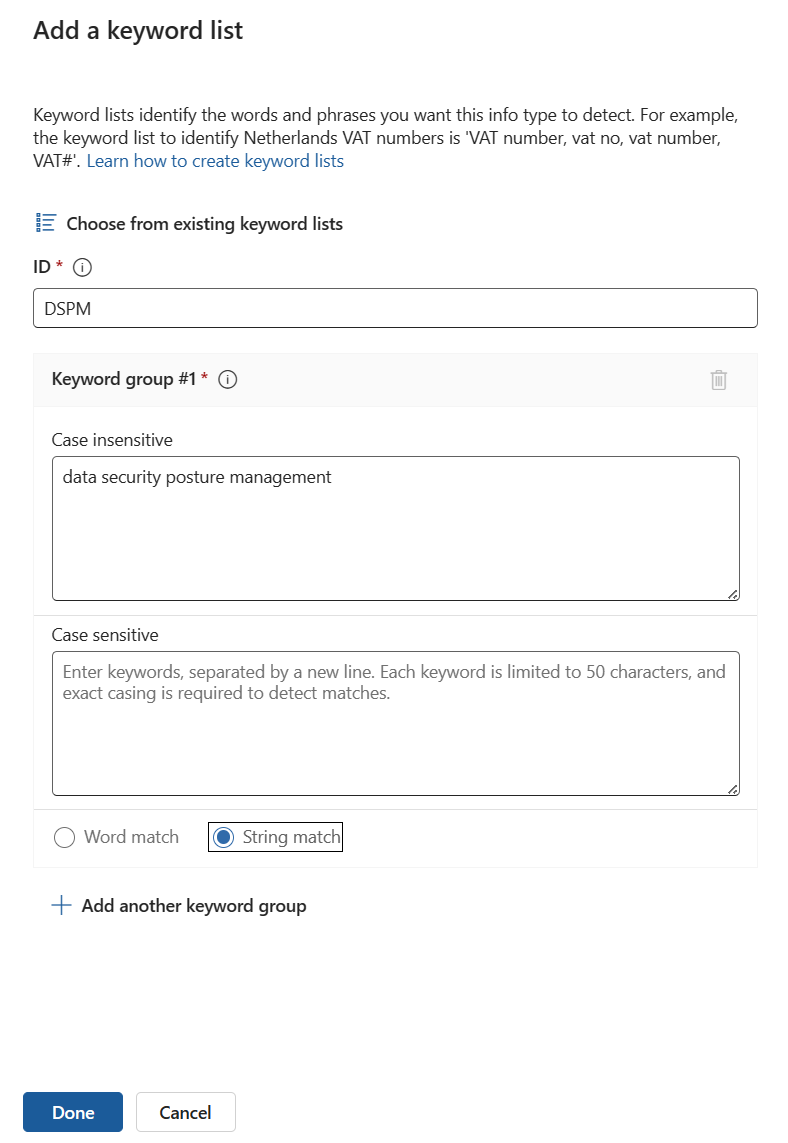 Add a keyword list
Keyword lists identify the words and phrases you want this info type to detect. For example,
the keyword list to identify Netherlands VAT numbers is 'VAT number, vat no, vat number,
VAT#'. Learn how to create keyword lists
Choose from existing keyword lists
ID *
DSPM
Keyword group #1 *
Case insensitive
data security posture management
Case sensitive
Enter keywords, separated by a new line. Each keyword is limited to 50 characters, and
exact casing is required to detect matches.
Word match String match
Add another keyword group
Done Cancel